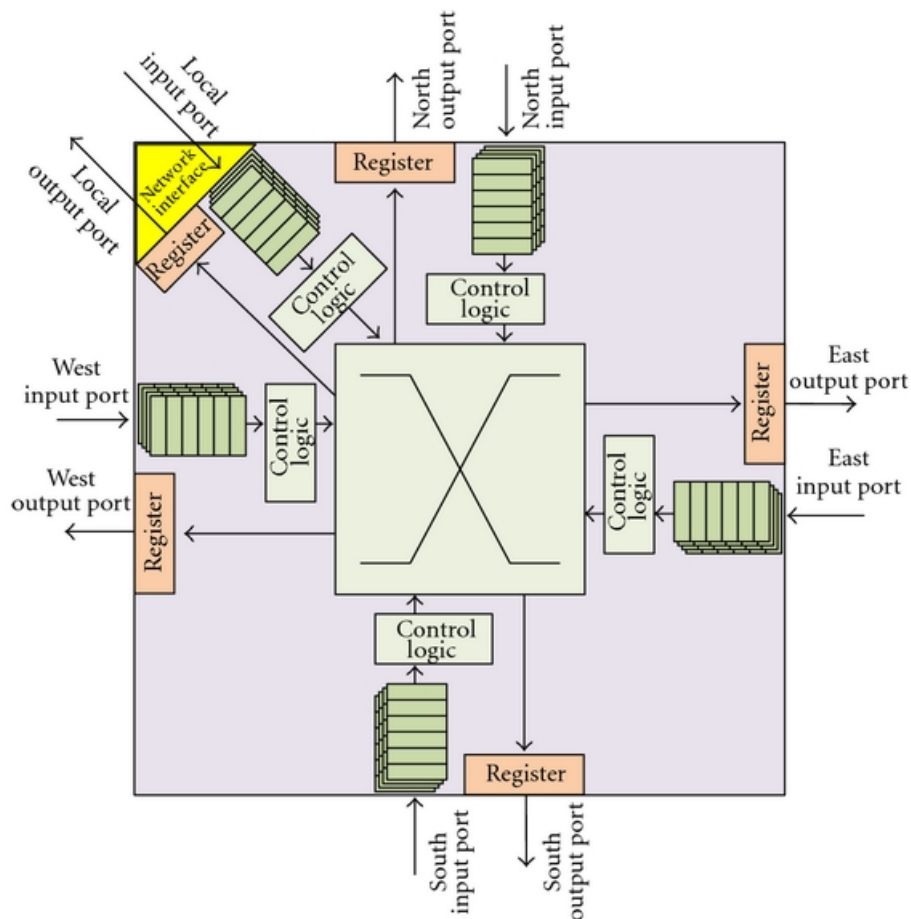 Local
input port
North
output port
North
input port
Local
output port
Network
interface
Register
Register
Control
logic
Control
logic
West
input port
Control
logic
East
output port
Register
West
output port
Register
Control
logic
East
input port
Control
logic
Register
South
input port
South
output port